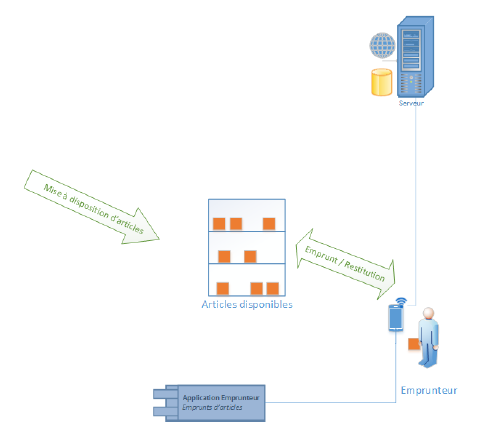 Serveur
Mise à disposition d'articles
Emprunt / Restitution
Articles disponibles
Emprunteur
Application Emprunteur
Emprunts d'articles